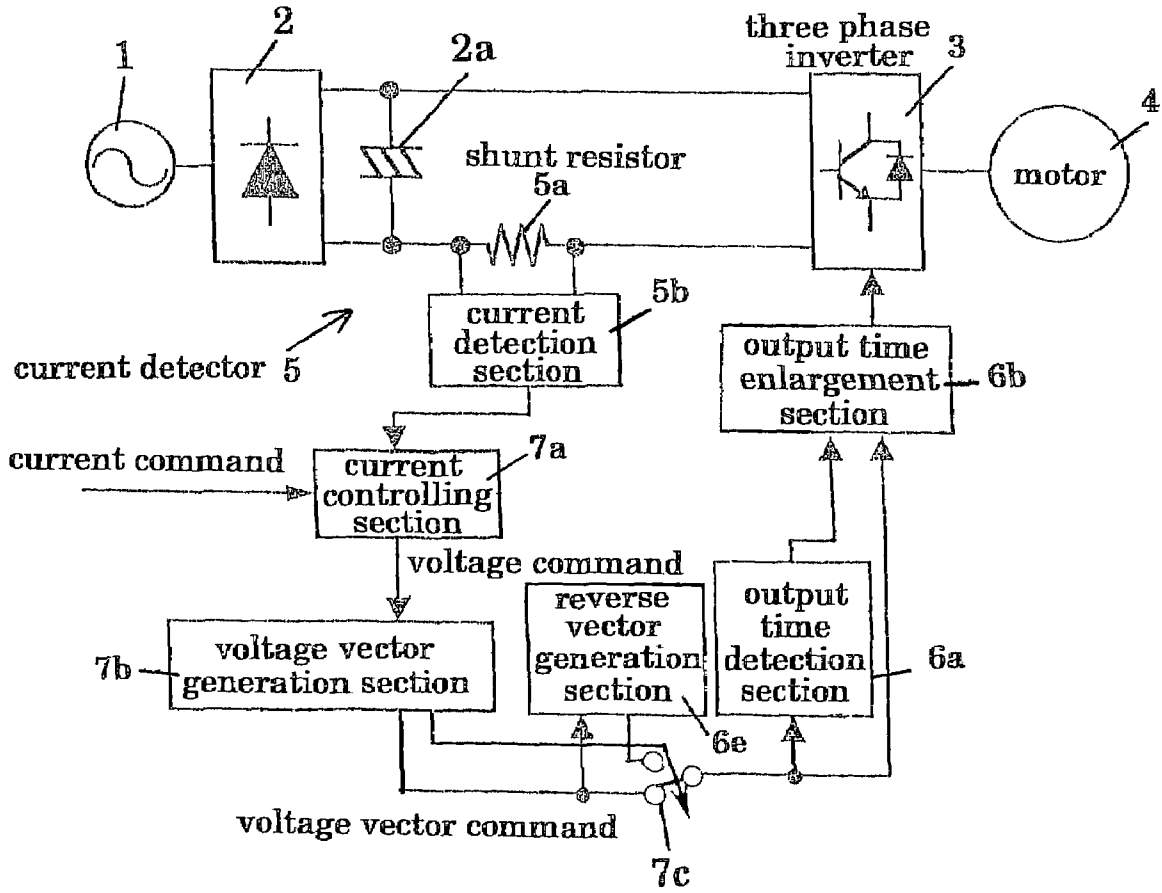 1
2
2a
three phase
inverter
3
4
shunt resistor
5a
motor
5b
current
detection
section
current detector 5
output time
enlargement
section
6b
current command
7a
current
controlling
section
voltage command
reverse
vector
generation
section
output
time
detection
section
voltage vector
generation section
7b
6a
6e
voltage vector command
7c